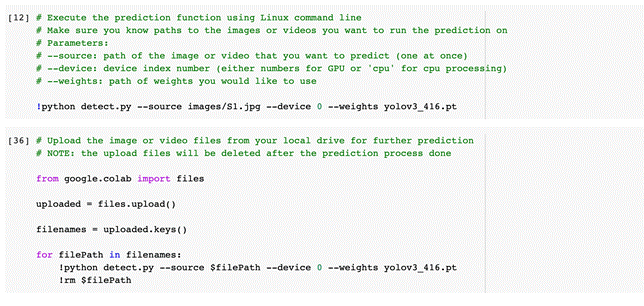 [12] # Execute the prediction function using Linux command line
# Make sure you know paths to the images or videos you want to run the prediction on
# Parameters:
# --source: path of the image or video that you want to predict (one at once)
# --device: device index number (either numbers for GPU or 'cpu' for cpu processing)
# --weights: path of weights you would like to use
!python detect.py --source images/S1.jpg --device 0 --weights yolov3_416.pt
[36] # Upload the image or video files from your local drive for further prediction
# NOTE: the upload files will be deleted after the prediction process done
from google.colab import files
uploaded = files.upload()
filenames = uploaded.keys()
for filePath in filenames:
!python detect.py --source $filePath --device 0 --weights yolov3_416.pt
!rm $filePath